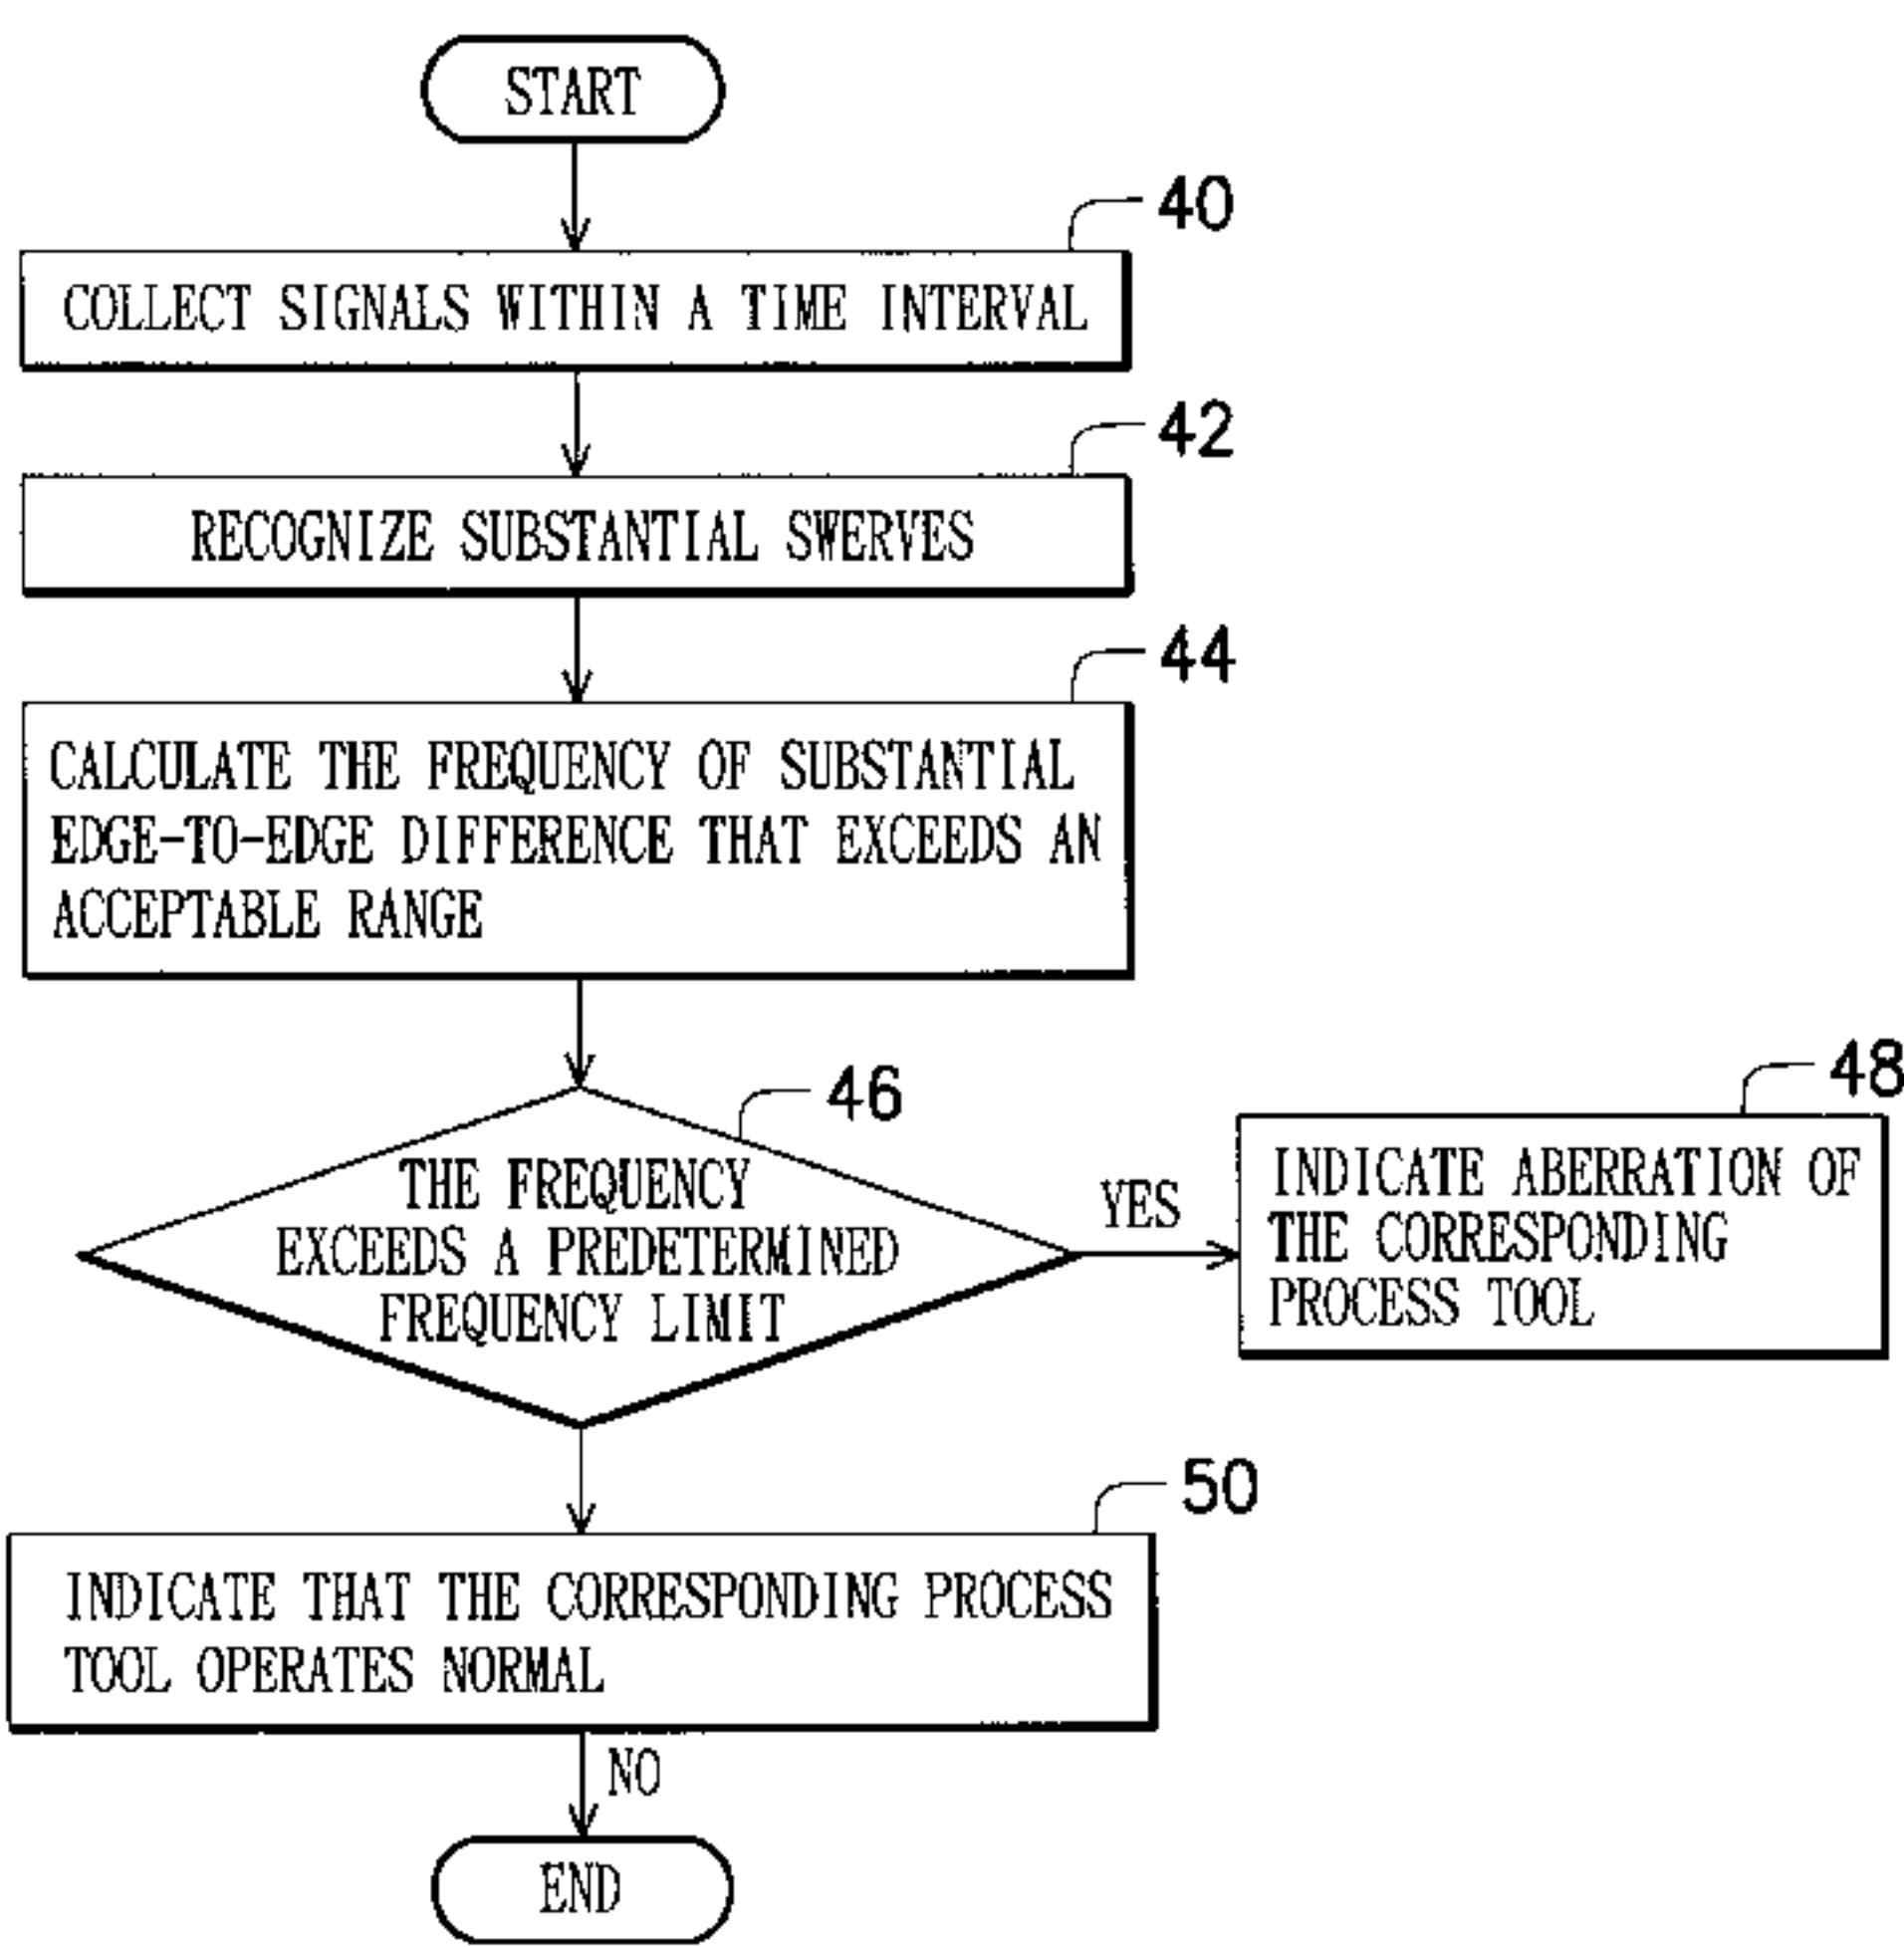 START
40
COLLECT SIGNALS WITHIN A TIME INTERVAL
42
RECOGNIZE SUBSTANTIAL SWERVES
44
CALCULATE THE FREQUENCY OF SUBSTANTIAL
EDGE-TO-EDGE DIFFERENCE THAT EXCEEDS AN
ACCEPTABLE RANGE
46
THE FREQUENCY
EXCEEDS A PREDETERMINED
FREQUENCY LIMIT
YES
48
INDICATE ABERRATION OF
THE CORRESPONDING
PROCESS TOOL
50
INDICATE THAT THE CORRESPONDING PROCESS
TOOL OPERATES NORMAL
NO
END